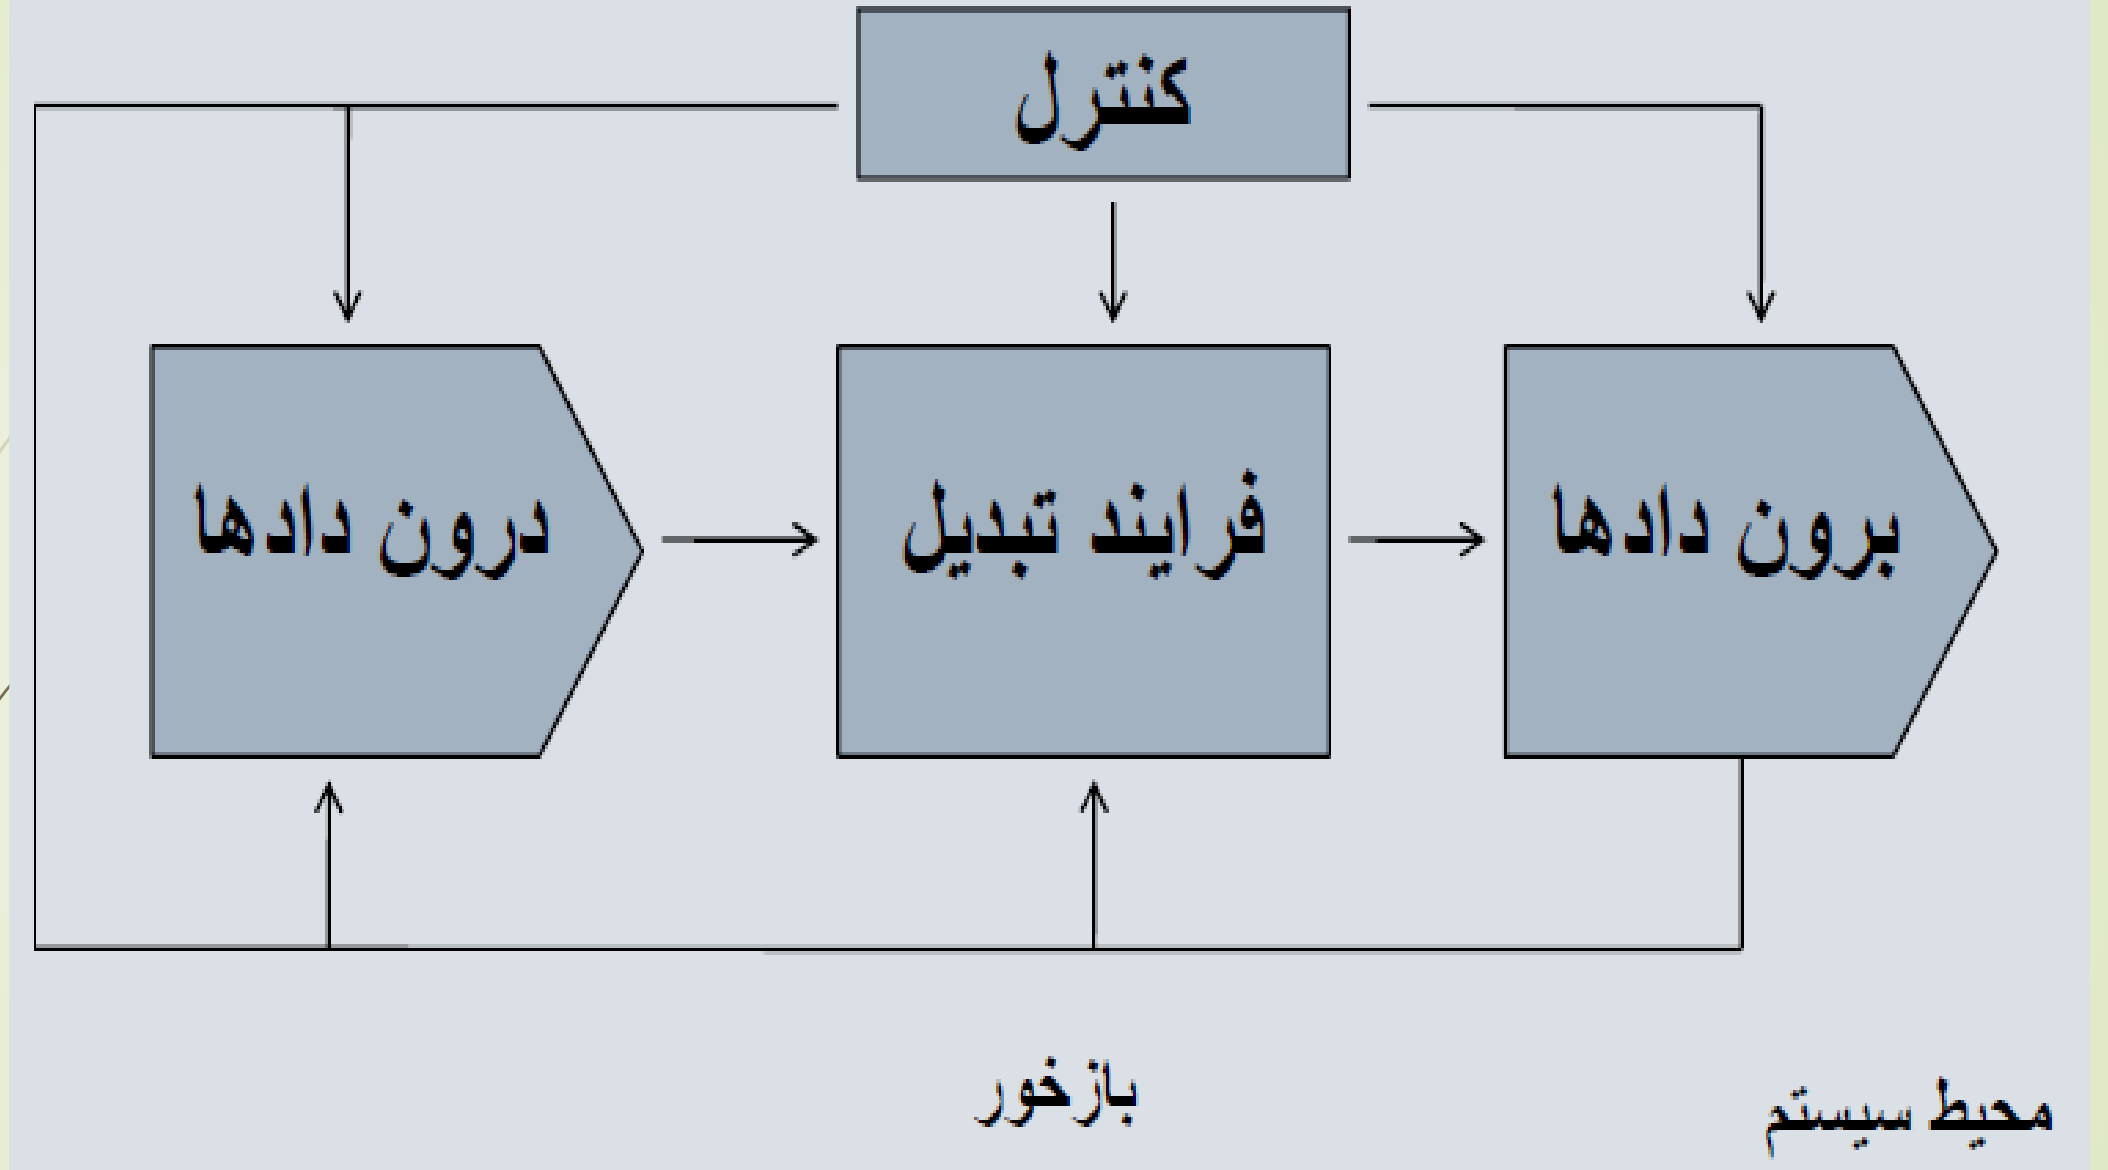 کنترل
درون دادها
فرایند تبدیل
برون دادها
بازخور
محیط سیستم